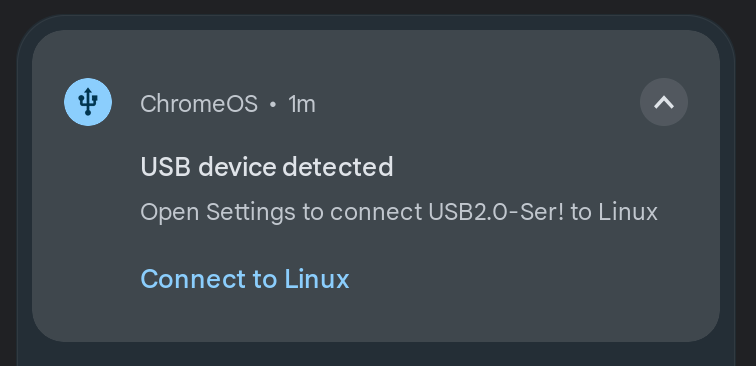 ChromeOS • 1m
USB device detected
Open Settings to connect USB2.0-Ser! to Linux
Connect to Linux